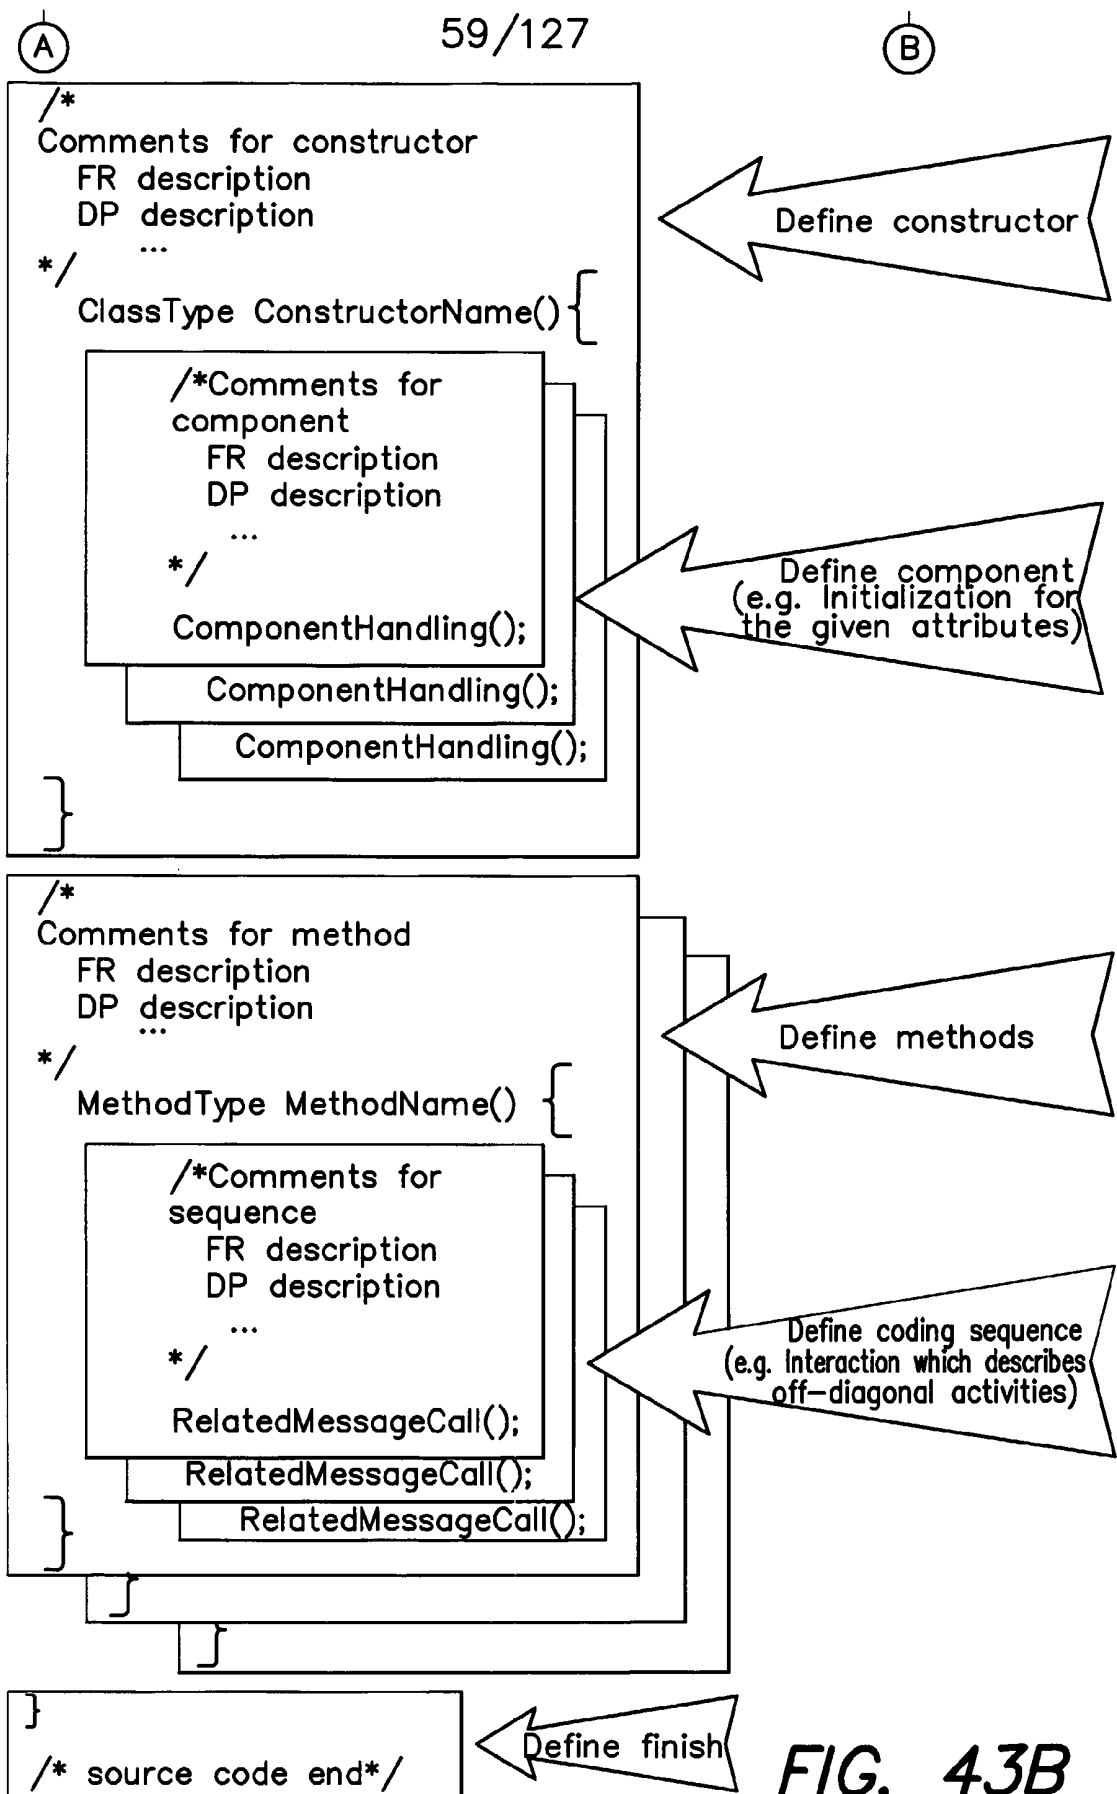 59/127
A
B
/*
Comments for constructor
FR description
DP description
...
*/
ClassType ConstructorName() {
/*Comments for
component
FR description
DP description
...
*/
ComponentHandling();
ComponentHandling();
ComponentHandling();
}
Define constructor
Define component
(e.g. Initialization for
the given attributes)
/*
Comments for method
FR description
DP description
...
*/
MethodType MethodName() {
/*Comments for
sequence
FR description
DP description
...
*/
RelatedMessageCall();
RelatedMessageCall();
RelatedMessageCall();
}
}
}
Define methods
Define coding sequence
(e.g. Interaction which describes
off-diagonal activities)
}
/* source code end*/
Define finish
FIG. 43B